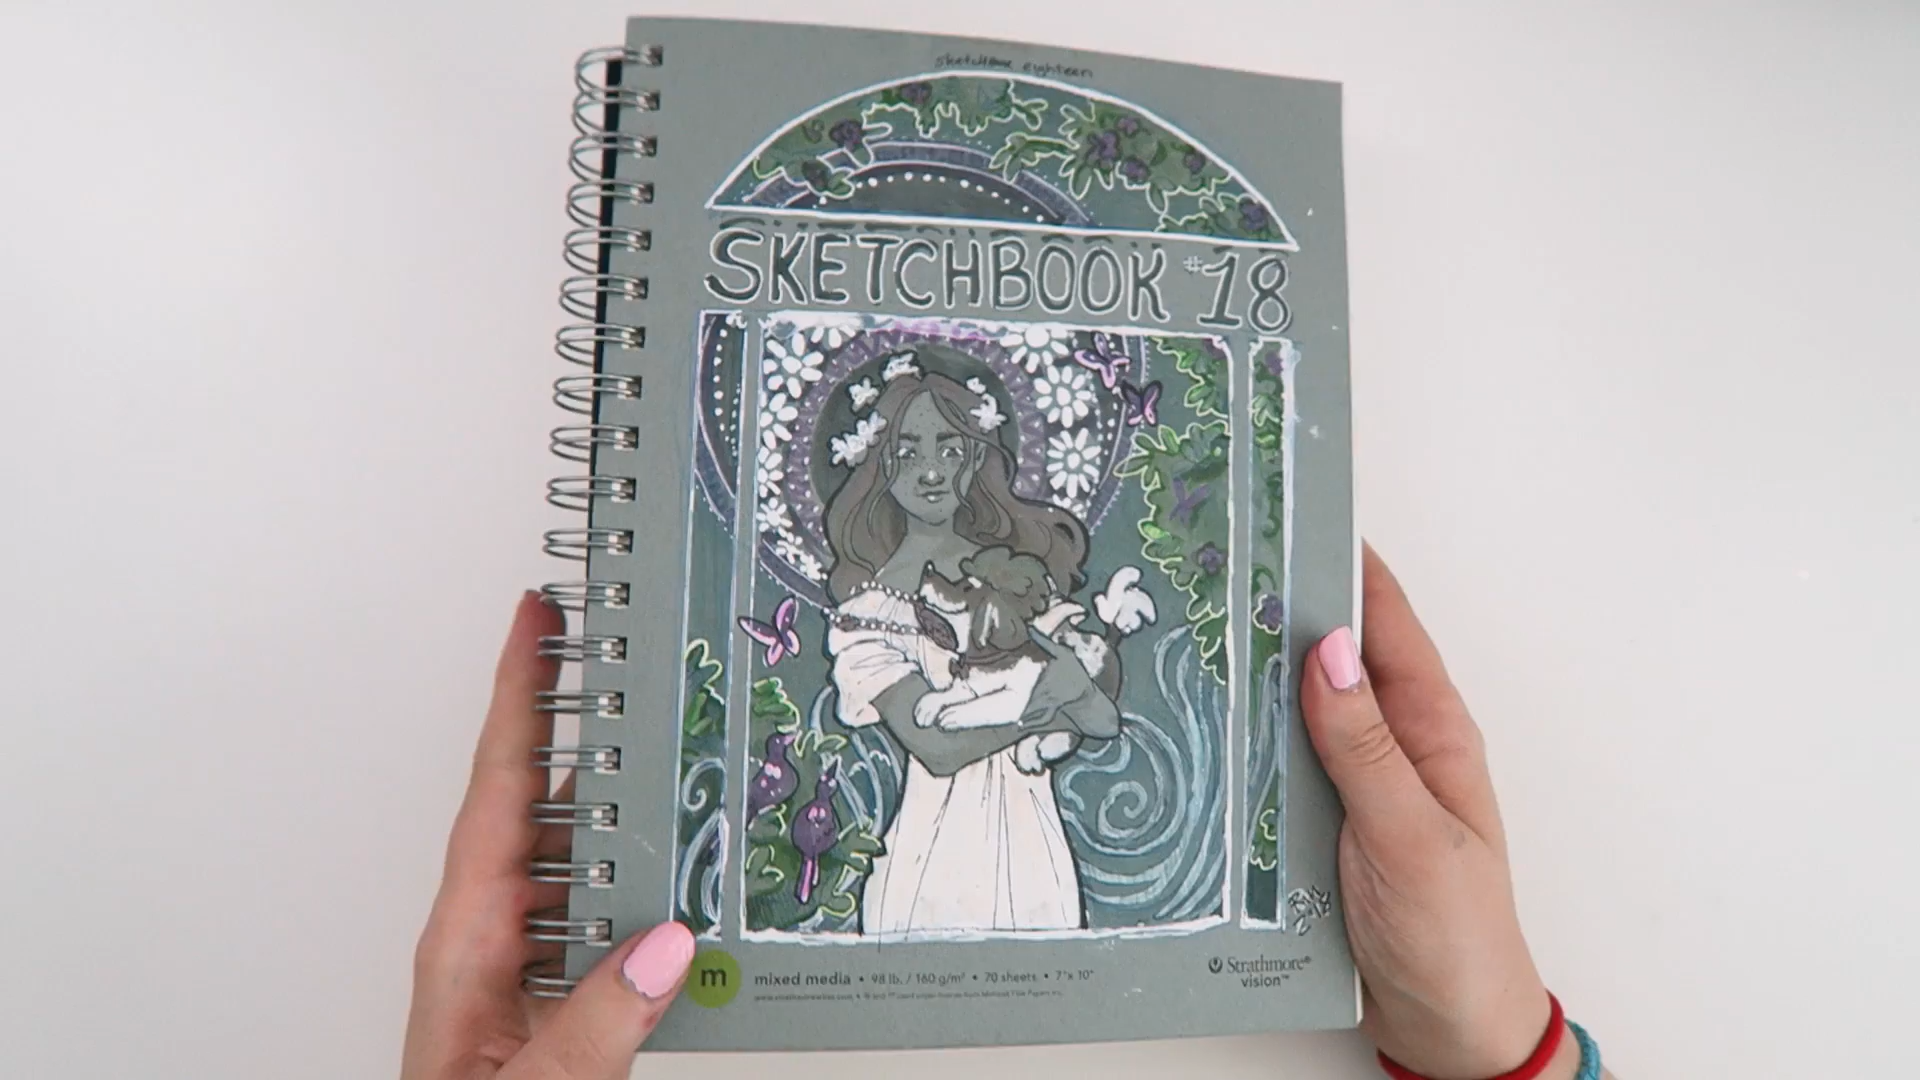 sketchbook eighteen
SKETCHBOOK #18
m
mixed media • 98 lb. / 160 g/m² • 70 sheets • 7"x 10"
Strathmore®
vision™